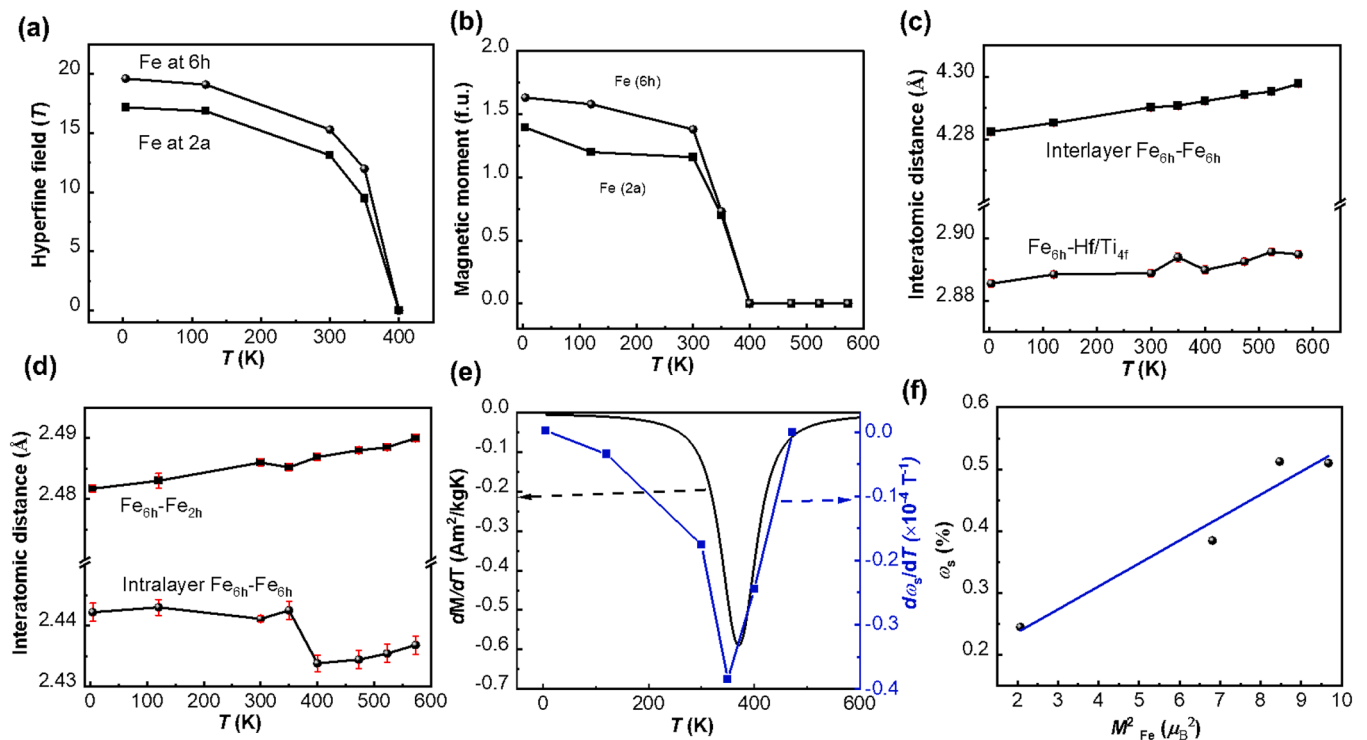 (a)
Hyperfine field (T)
20
15
10
5
0
Fe at 6h
Fe at 2a
0 100 200 300 400
T (K)
(b)
Magnetic moment (f.u.)
2.0
1.5
1.0
0.5
0.0
Fe (6h)
Fe (2a)
0 100 200 300 400 500 600
T (K)
(c)
Interatomic distance (Å)
4.30
4.28
2.90
2.88
Interlayer Fe6h-Fe6h
Fe6h-Hf/Ti4f
0 100 200 300 400 500 600
T (K)
(d)
Interatomic distance (Å)
2.49
2.48
2.44
2.43
Fe6h-Fe2h
Intralayer Fe6h-Fe6h
0 100 200 300 400 500 600
T (K)
(e)
dM/dT (Am²/kgK)
0.0
-0.1
-0.2
-0.3
-0.4
-0.5
-0.6
-0.7
0.0
-0.1
-0.2
-0.3
-0.4
dωs/dT (×10⁻⁴ T⁻¹)
0 200 400 600
T (K)
(f)
ωs (%)
0.6
0.5
0.4
0.3
0.2
0.1
0.0
2 3 4 5 6 7 8 9 10
M²Fe (μB²)